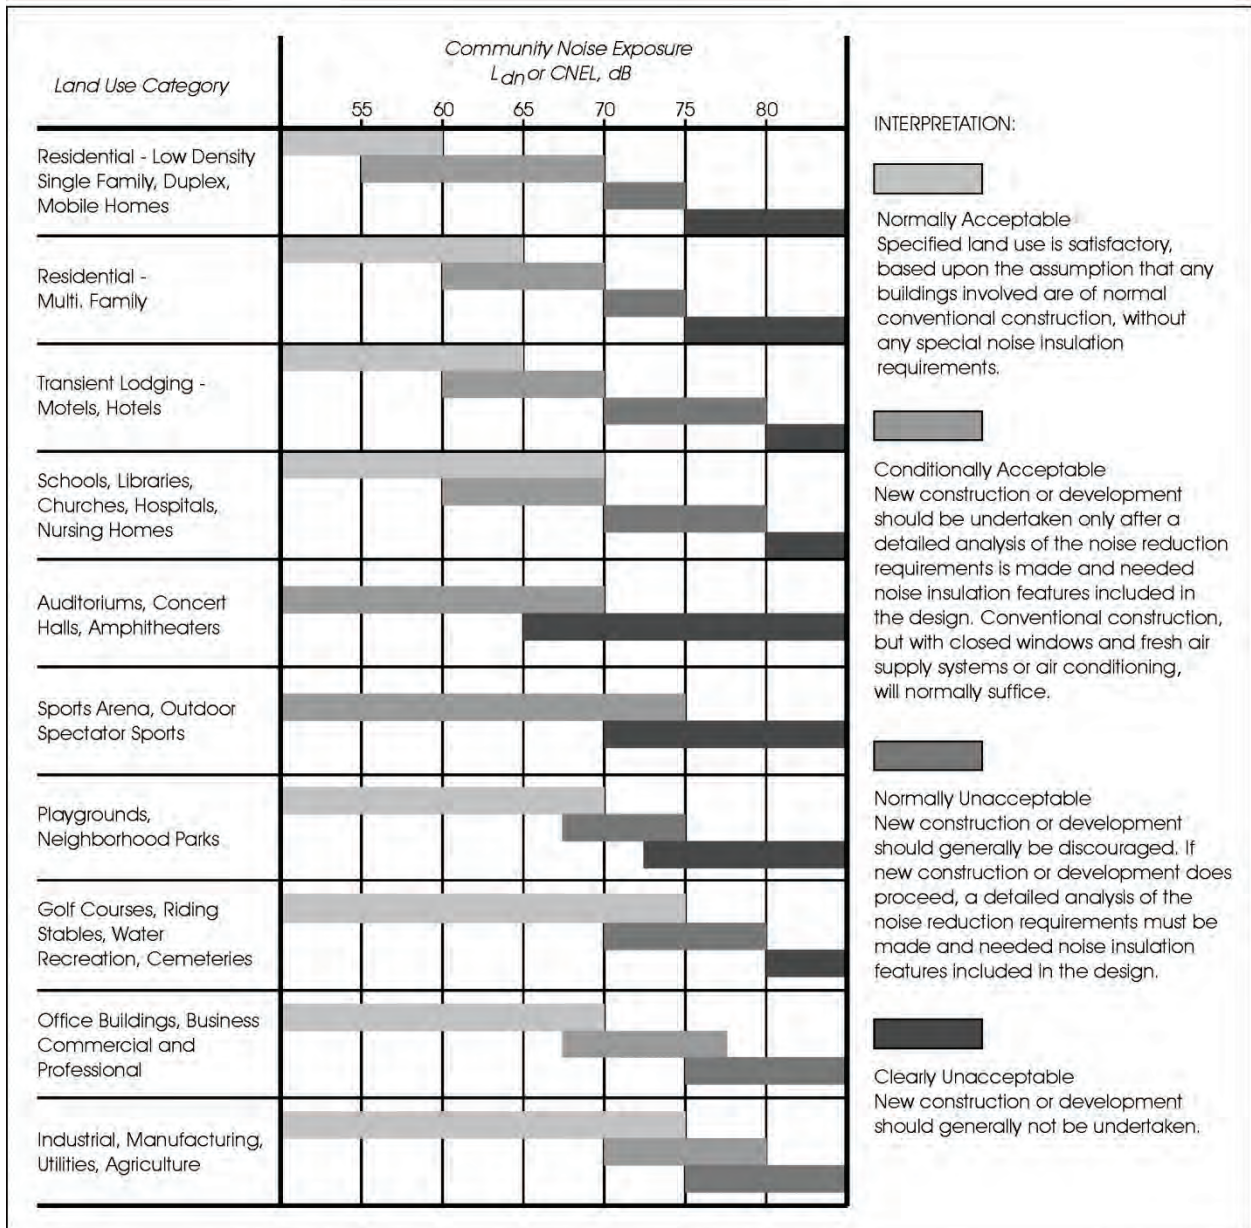 Community Noise Exposure
Ldn or CNEL, dB
Land Use Category
55 60 65 70 75 80
Residential - Low Density
Single Family, Duplex,
Mobile Homes
Residential -
Multi. Family
Transient Lodging -
Motels, Hotels
Schools, Libraries,
Churches, Hospitals,
Nursing Homes
Auditoriums, Concert
Halls, Amphitheaters
Sports Arena, Outdoor
Spectator Sports
Playgrounds,
Neighborhood Parks
Golf Courses, Riding
Stables, Water
Recreation, Cemeteries
Office Buildings, Business
Commercial and
Professional
Industrial, Manufacturing,
Utilities, Agriculture
INTERPRETATION:
Normally Acceptable
Specified land use is satisfactory,
based upon the assumption that any
buildings involved are of normal
conventional construction, without
any special noise insulation
requirements.
Conditionally Acceptable
New construction or development
should be undertaken only after a
detailed analysis of the noise reduction
requirements is made and needed
noise insulation features included in
the design. Conventional construction,
but with closed windows and fresh air
supply systems or air conditioning,
will normally suffice.
Normally Unacceptable
New construction or development
should generally be discouraged. If
new construction or development does
proceed, a detailed analysis of the
noise reduction requirements must be
made and needed noise insulation
features included in the design.
Clearly Unacceptable
New construction or development
should generally not be undertaken.